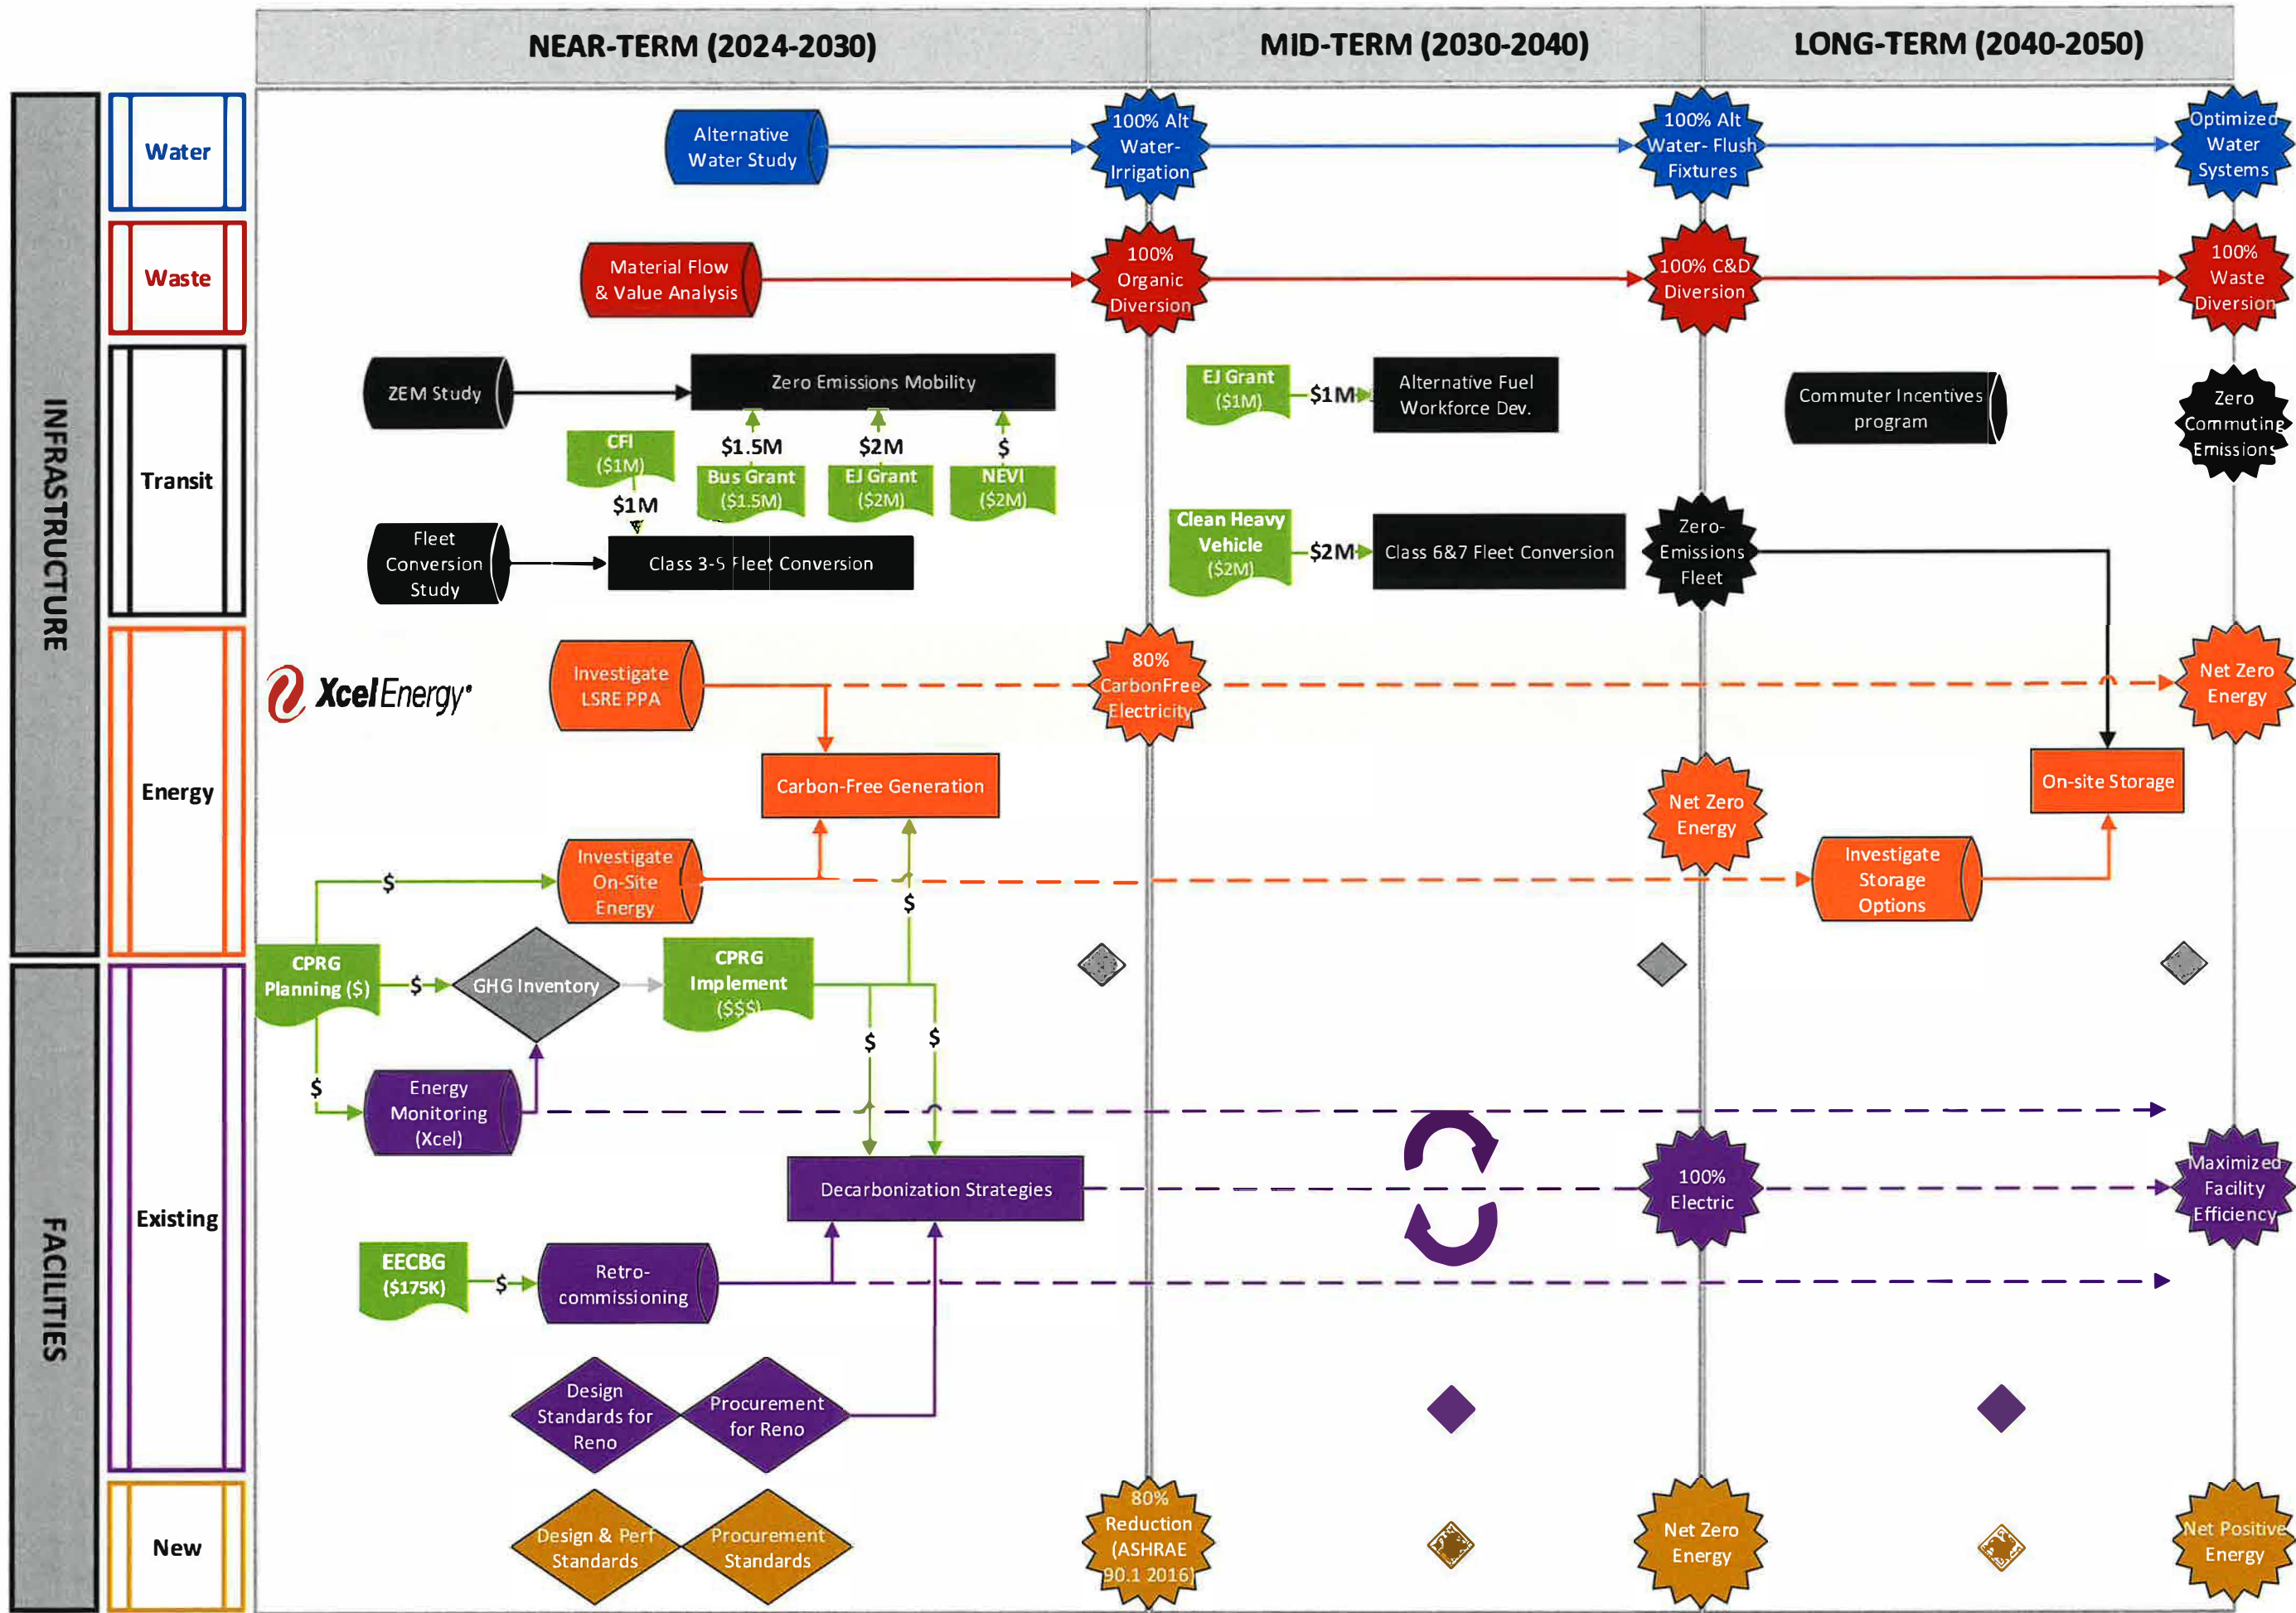 NEAR-TERM (2024-2030)
MID-TERM (2030-2040)
LONG-TERM (2040-2050)
INFRASTRUCTURE
Water
Alternative
Water Study
100% Alt
Water-
Irrigation
100% Alt
Water- Flush
Fixtures
Optimized
Water
Systems
Waste
Material Flow
& Value Analysis
100%
Organic
Diversion
100% C&D
Diversion
100%
Waste
Diversion
Transit
ZEM Study
Zero Emissions Mobility
EJ Grant
($1M)
$1M
Alternative Fuel
Workforce Dev.
Commuter Incentives
program
Zero
Commuting
Emissions
CFI
($1M)
$1M
$1.5M
Bus Grant
($1.5M)
$2M
EJ Grant
($2M)
$
NEVI
($2M)
Fleet
Conversion
Study
Class 3-5 Fleet Conversion
Clean Heavy
Vehicle
($2M)
$2M
Class 6&7 Fleet Conversion
Zero-
Emissions
Fleet
Energy
XcelEnergy®
Investigate
LSRE PPA
80%
CarbonFree
Electricity
Net Zero
Energy
Carbon-Free Generation
Net Zero
Energy
On-site Storage
$
Investigate
On-Site
Energy
$
Investigate
Storage
Options
FACILITIES
Existing
CPRG
Planning ($)
$
GHG Inventory
CPRG
Implement
($$$)
$
$
$
Energy
Monitoring
(Xcel)
Decarbonization Strategies
100%
Electric
Maximized
Facility
Efficiency
EECBG
($175K)
$
Retro-
commissioning
Design
Standards for
Reno
Procurement
for Reno
New
Design & Perf
Standards
Procurement
Standards
80%
Reduction
(ASHRAE
90.1 2016)
Net Zero
Energy
Net Positive
Energy